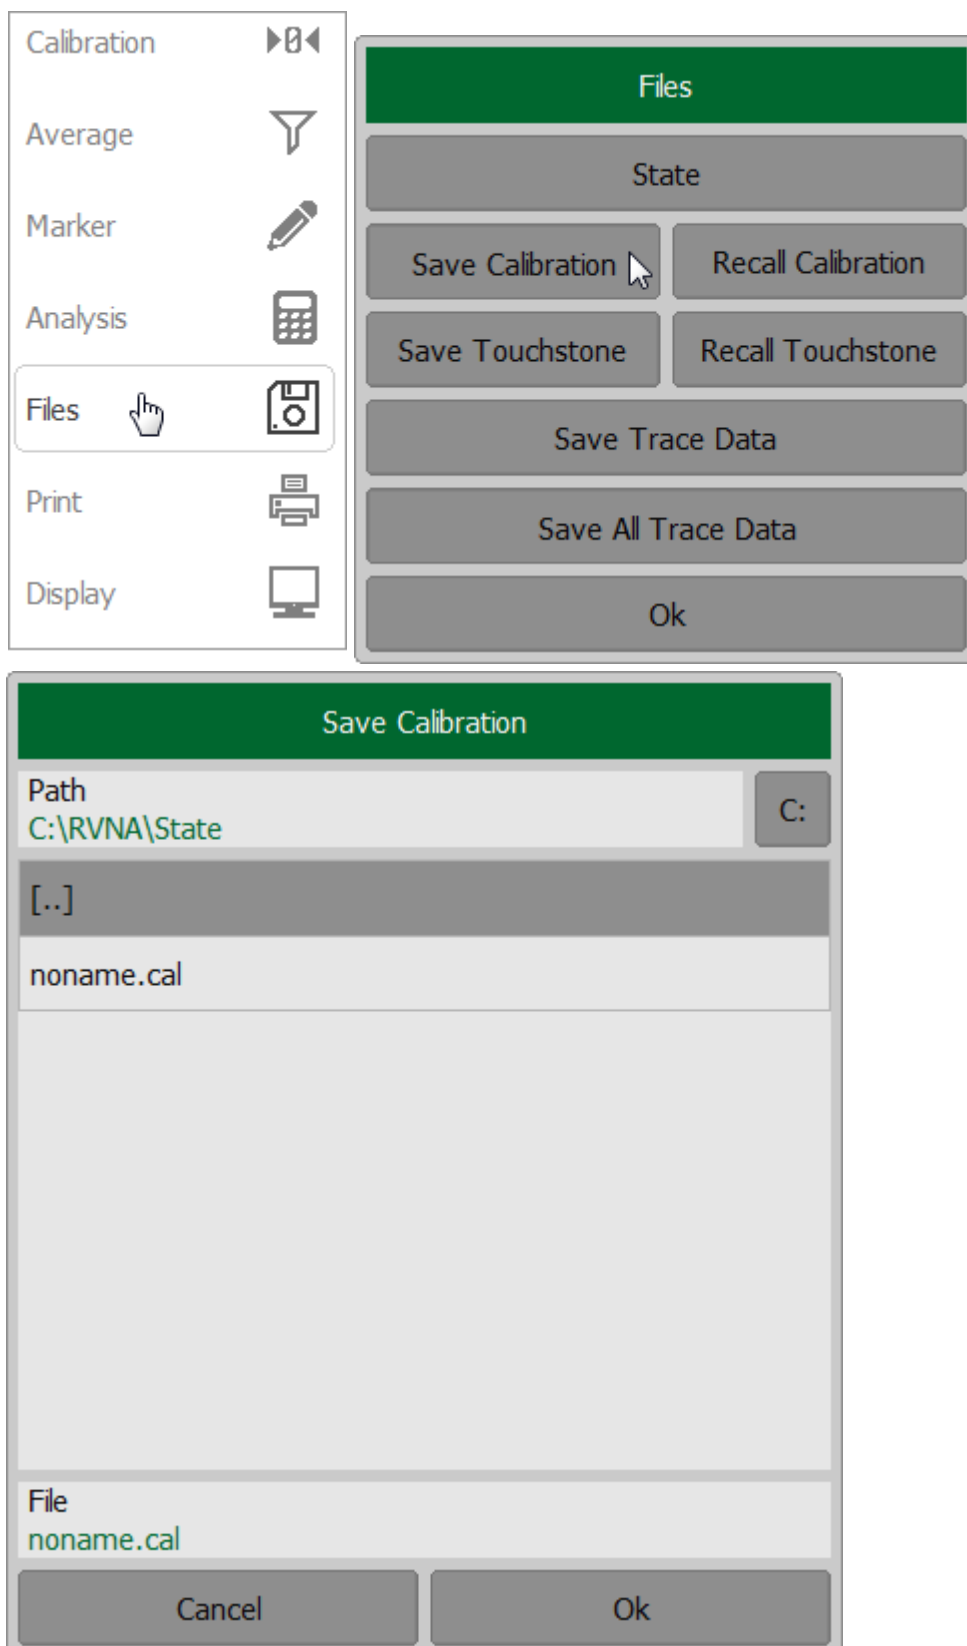 Calibration
Average
Marker
Analysis
Files
Print
Display
Files
State
Save Calibration
Recall Calibration
Save Touchstone
Recall Touchstone
Save Trace Data
Save All Trace Data
Ok
Save Calibration
Path
C:\RVNA\State
C:
[..]
noname.cal
File
noname.cal
Cancel
Ok